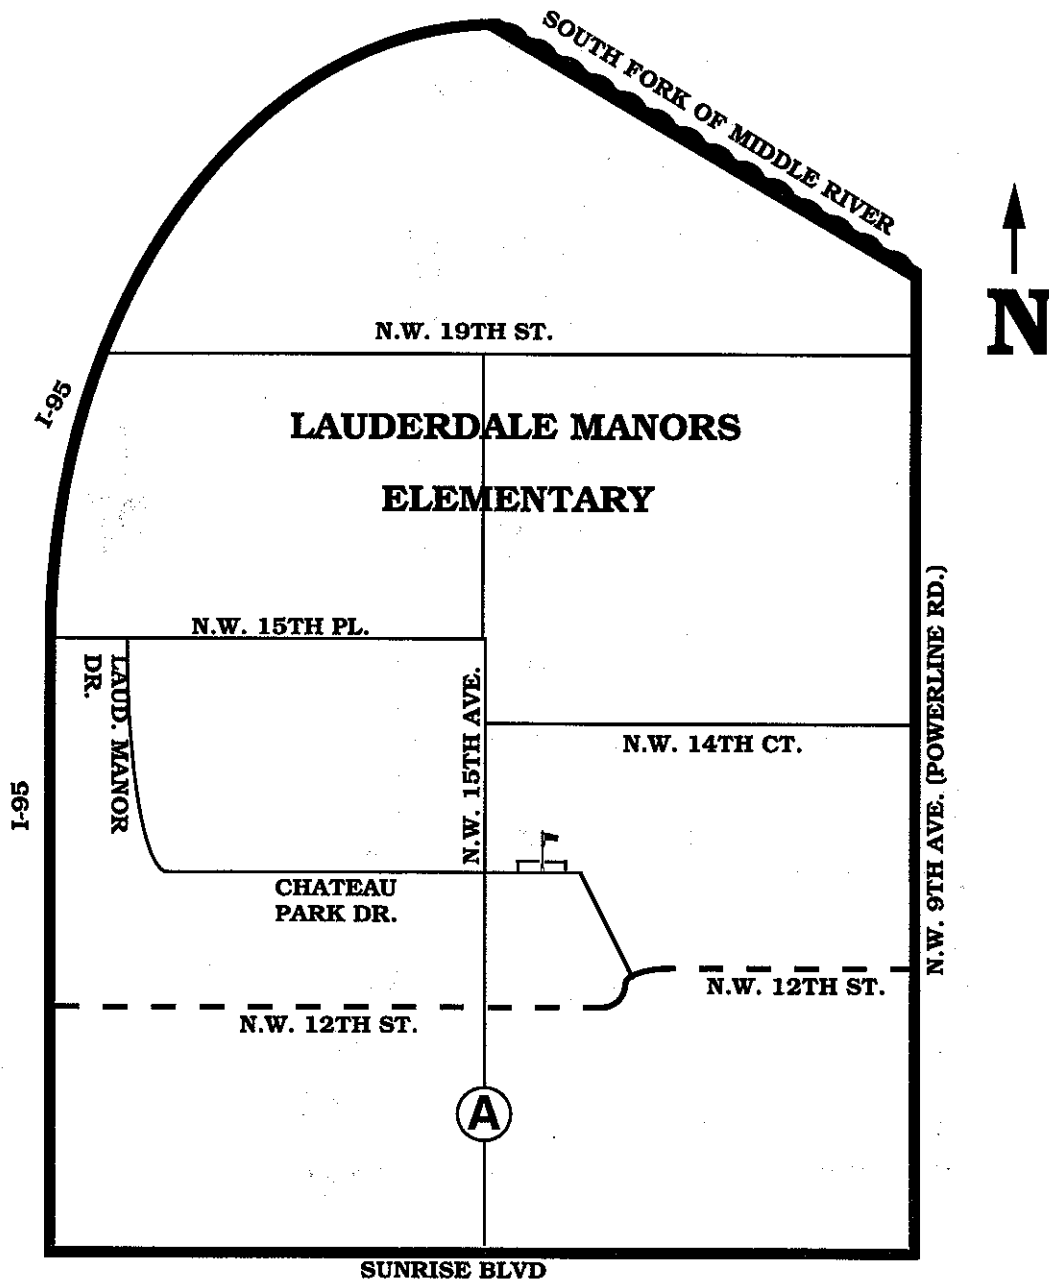 SOUTH FORK OF MIDDLE RIVER
N
N.W. 19TH ST.
I-95
LAUDERDALE MANORS
ELEMENTARY
N.W. 15TH PL.
LAUD. MANOR
DR.
N.W. 15TH AVE.
N.W. 14TH CT.
N.W. 9TH AVE. (POWERLINE RD.)
I-95
CHATEAU
PARK DR.
N.W. 12TH ST.
N.W. 12TH ST.
A
SUNRISE BLVD